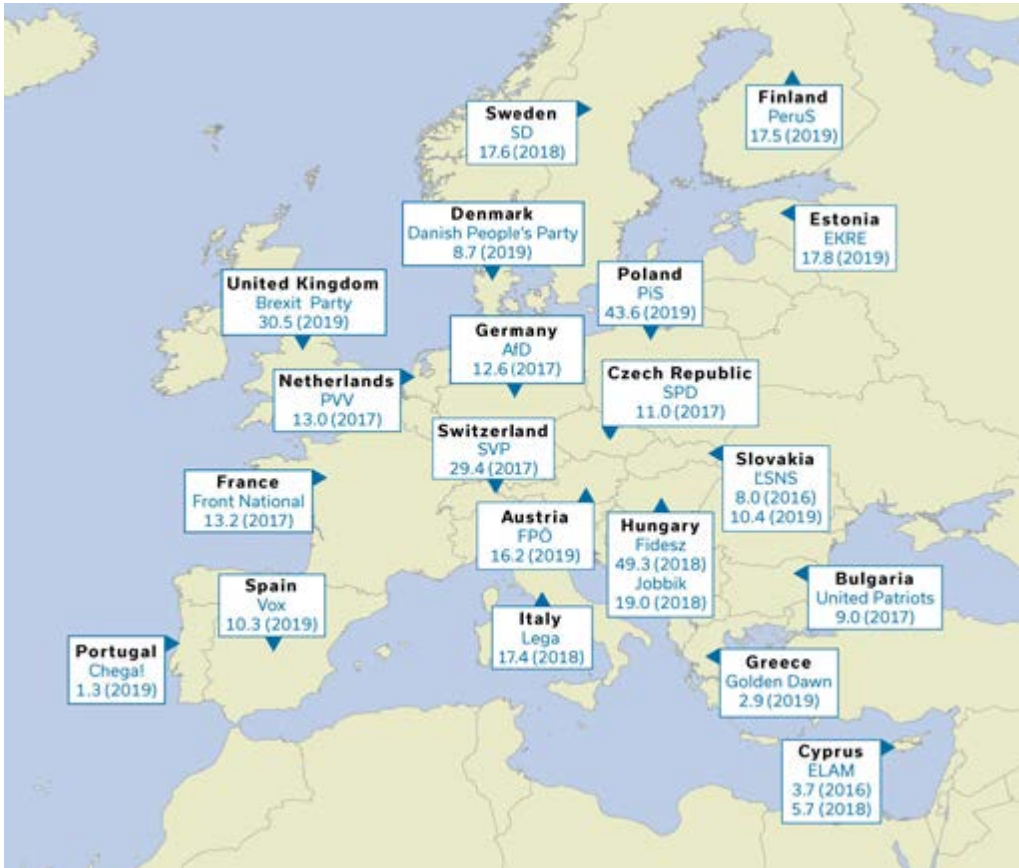 Finland
PeruS
17.5 (2019)
Sweden
SD
17.6 (2018)
Denmark
Danish People's Party
8.7 (2019)
Estonia
EKRE
17.8 (2019)
United Kingdom
Brexit Party
30.5 (2019)
Poland
PiS
43.6 (2019)
Germany
AfD
12.6 (2017)
Netherlands
PVV
13.0 (2017)
Czech Republic
SPD
11.0 (2017)
Switzerland
SVP
29.4 (2017)
Slovakia
ĽSNS
8.0 (2016)
10.4 (2019)
France
Front National
13.2 (2017)
Austria
FPÖ
16.2 (2019)
Hungary
Fidesz
49.3 (2018)
Jobbik
19.0 (2018)
Bulgaria
United Patriots
9.0 (2017)
Spain
Vox
10.3 (2019)
Italy
Lega
17.4 (2018)
Portugal
Chega!
1.3 (2019)
Greece
Golden Dawn
2.9 (2019)
Cyprus
ELAM
3.7 (2016)
5.7 (2018)